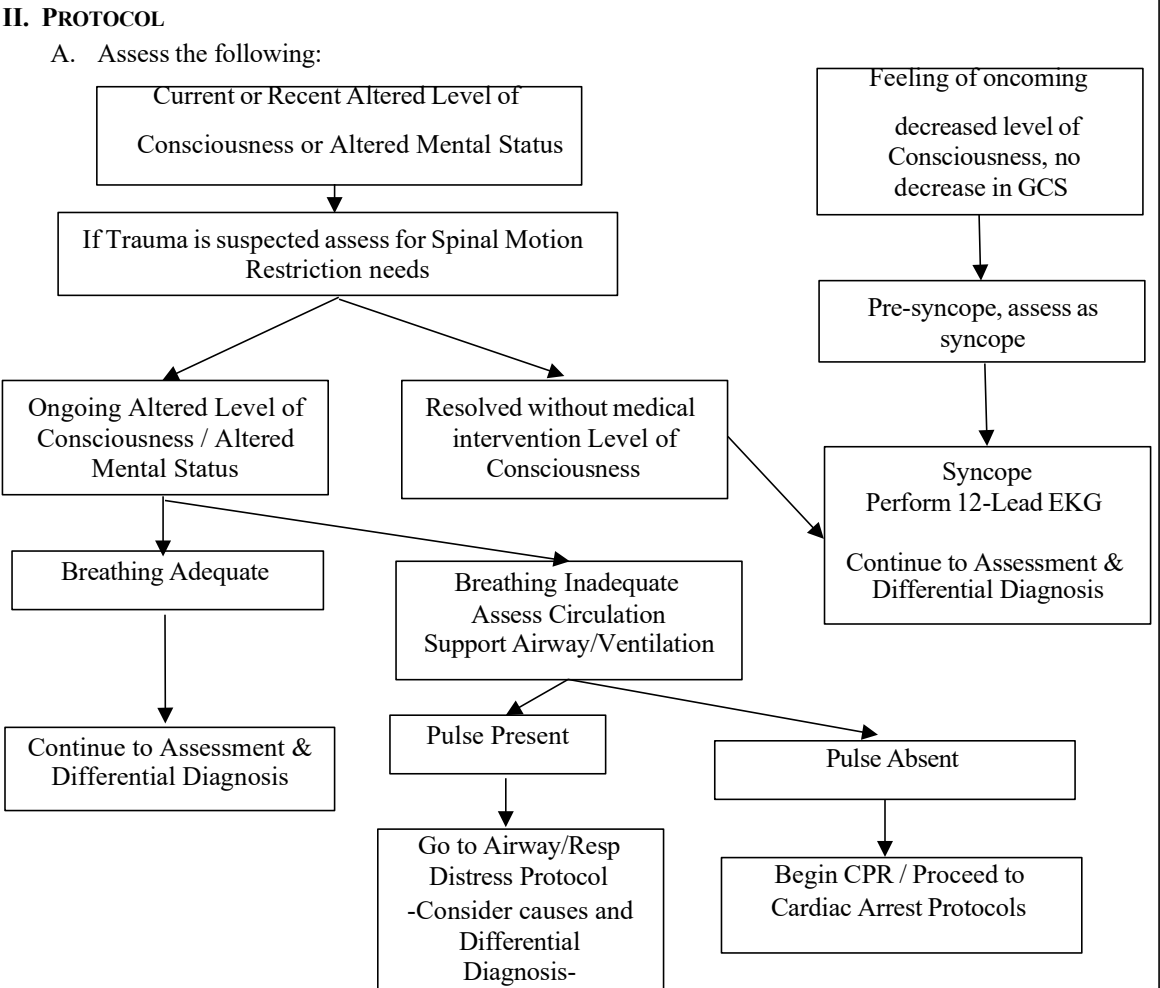 II. PROTOCOL
A. Assess the following:
Current or Recent Altered Level of
Consciousness or Altered Mental Status
Feeling of oncoming
decreased level of
Consciousness, no
decrease in GCS
If Trauma is suspected assess for Spinal Motion
Restriction needs
Pre-syncope, assess as
syncope
Ongoing Altered Level of
Consciousness / Altered
Mental Status
Resolved without medical
intervention Level of
Consciousness
Syncope
Perform 12-Lead EKG
Continue to Assessment &
Differential Diagnosis
Breathing Adequate
Breathing Inadequate
Assess Circulation
Support Airway/Ventilation
Continue to Assessment &
Differential Diagnosis
Pulse Present
Pulse Absent
Go to Airway/Resp
Distress Protocol
-Consider causes and
Differential
Diagnosis-
Begin CPR / Proceed to
Cardiac Arrest Protocols